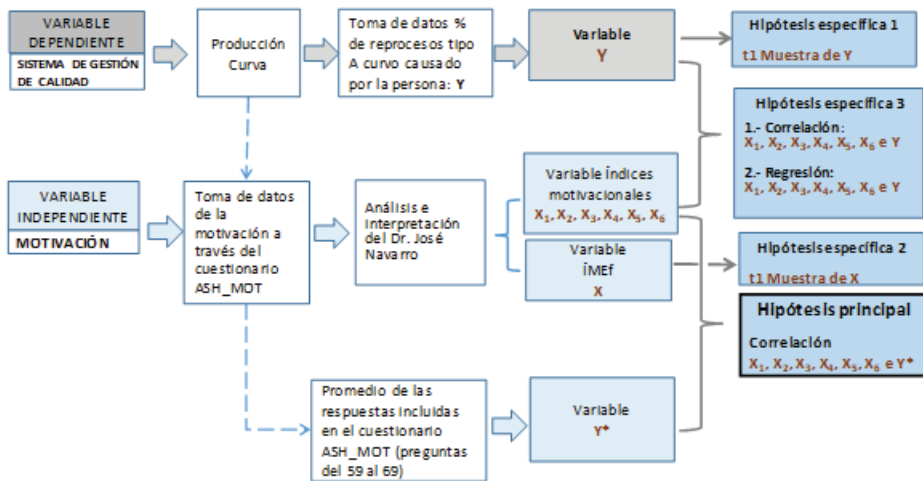 VARIABLE
DEPENDIENTE
SISTEMA DE GESTIÓN
DE CALIDAD
Producción
Curva
Toma de datos %
de reprocesos tipo
A curvo causado
por la persona: Y
Variable
Y
Hipótesis específica 1
t1 Muestra de Y
Hipótesis específica 3
1.- Correlación:
X1, X2, X3, X4, X5, X6 e Y
2.- Regresión:
X1, X2, X3, X4, X5, X6 e Y
VARIABLE
INDEPENDIENTE
MOTIVACIÓN
Toma de datos
de la
motivación a
través del
cuestionario
ASH_MOT
Análisis e
interpretación
del Dr. José
Navarro
Variable Índices
motivacionales
X1, X2, X3, X4, X5, X6
Variable
ÍMEf
X
Hipótesis específica 2
t1 Muestra de X
Hipótesis principal
Correlación
X1, X2, X3, X4, X5, X6 e Y*
Promedio de las
respuestas incluidas
en el cuestionario
ASH_MOT (preguntas
del 59 al 69)
Variable
Y*